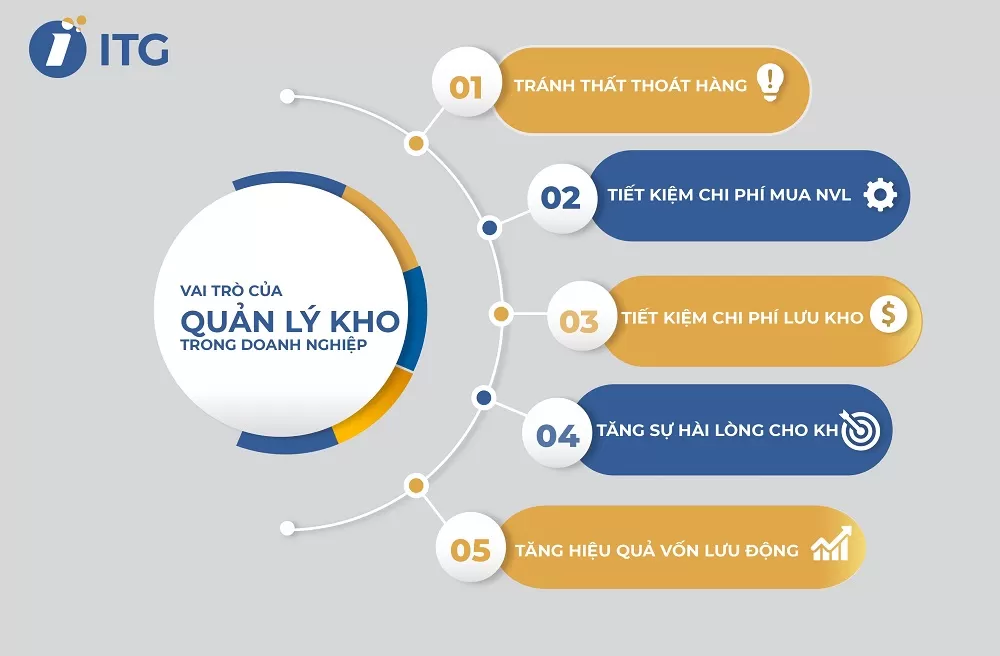 ITG
VAI TRÒ CỦA
QUẢN LÝ KHO
TRONG DOANH NGHIỆP
01
TRÁNH THẤT THOÁT HÀNG
02
TIẾT KIỆM CHI PHÍ MUA NVL
03
TIẾT KIỆM CHI PHÍ LƯU KHO
04
TĂNG SỰ HÀI LÒNG CHO KH
05
TĂNG HIỆU QUẢ VỐN LƯU ĐỘNG